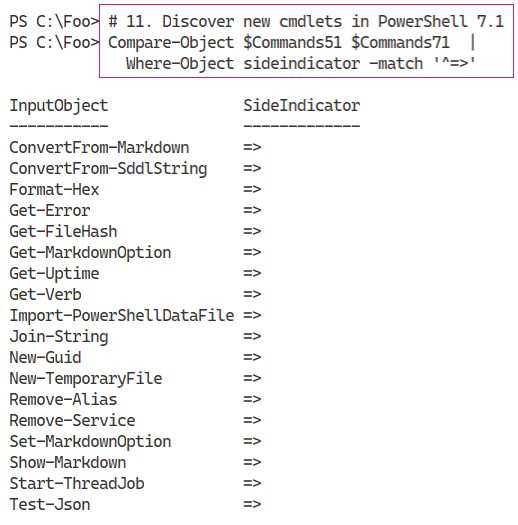 PS C:\Foo> # 11. Discover new cmdlets in PowerShell 7.1
PS C:\Foo> Compare-Object $Commands51 $Commands71  |
             Where-Object sideindicator -match '^=>'
InputObject               SideIndicator
-----------               -------------
ConvertFrom-Markdown      =>
ConvertFrom-SddlString    =>
Format-Hex                =>
Get-Error                 =>
Get-FileHash              =>
Get-MarkdownOption        =>
Get-Uptime                =>
Get-Verb                  =>
Import-PowerShellDataFile =>
Join-String               =>
New-Guid                  =>
New-TemporaryFile         =>
Remove-Alias              =>
Remove-Service            =>
Set-MarkdownOption        =>
Show-Markdown             =>
Start-ThreadJob           =>
Test-Json                 =>